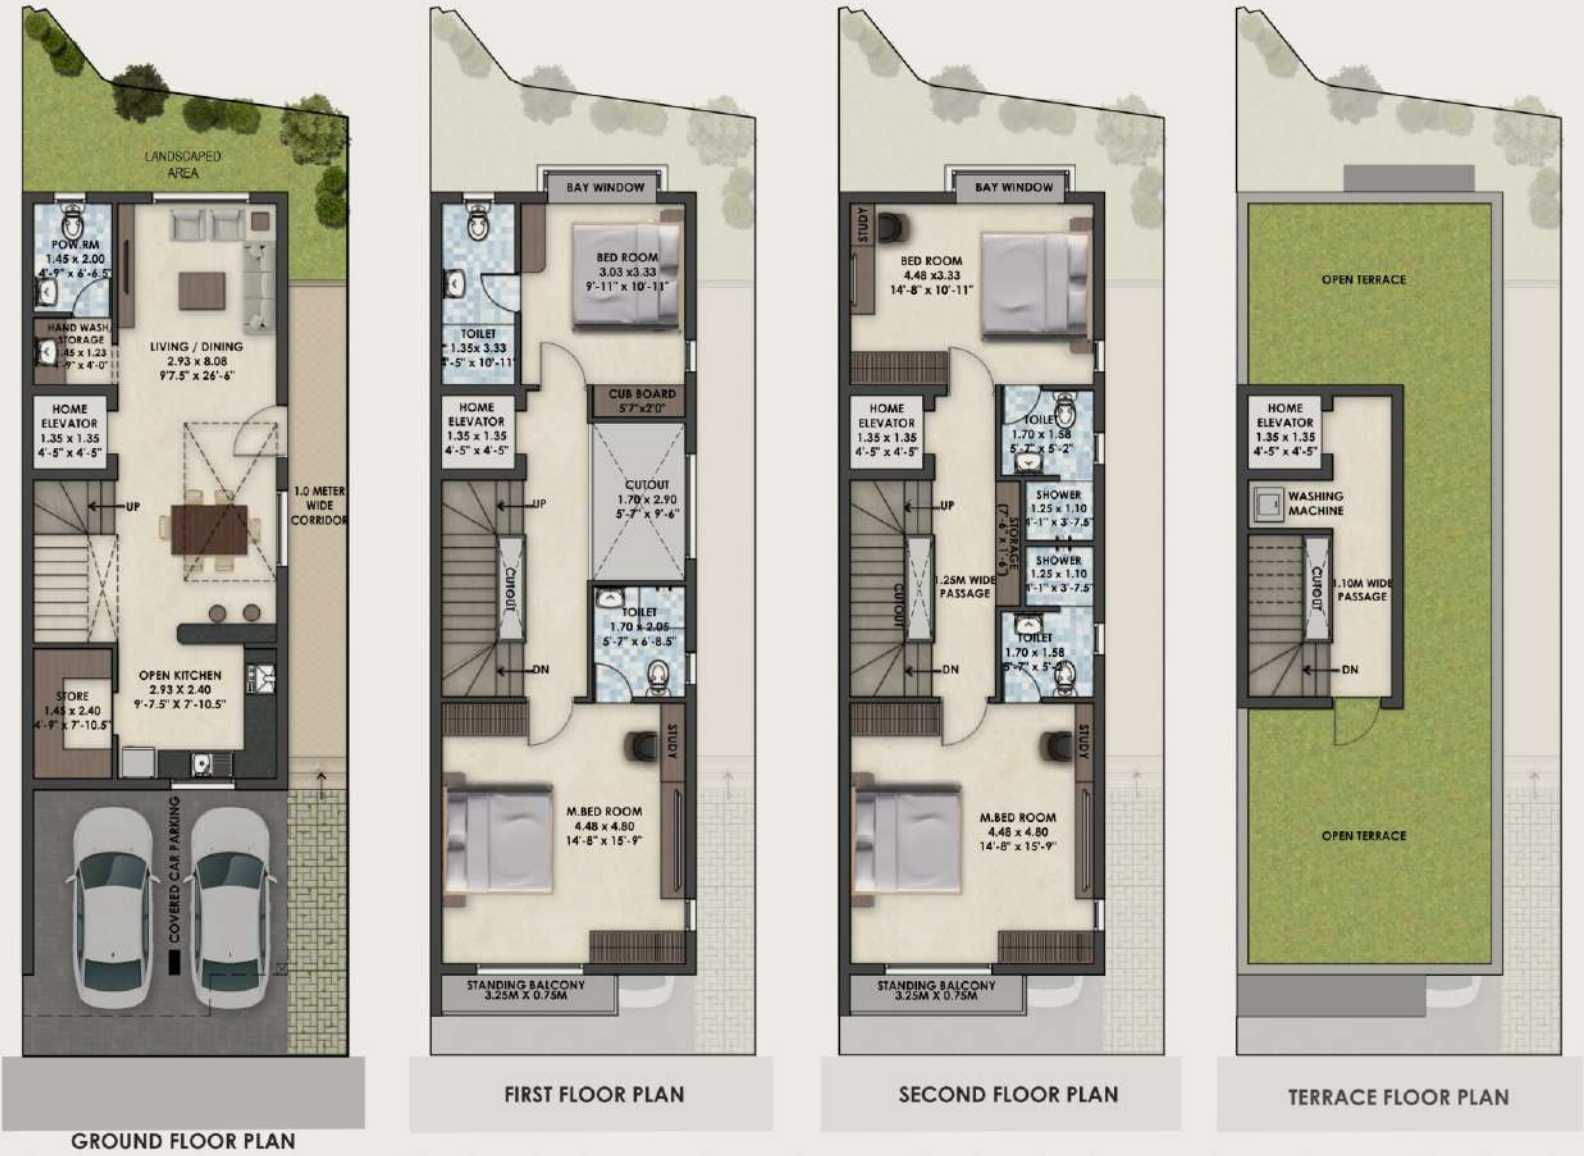 LANDSCAPED
AREA
POW.RM
1.45 x 2.00
4'-9" x 6'-6.5"
HAND WASH/
STORAGE
1.45 x 1.23
4'-9" x 4'-0"
LIVING / DINING
2.93 x 8.08
9'7.5" x 26'-6"
HOME
ELEVATOR
1.35 x 1.35
4'-5" x 4'-5"
UP
1.0 METER
WIDE
CORRIDOR
OPEN KITCHEN
2.93 X 2.40
9'-7.5" X 7'-10.5"
STORE
1.45 x 2.40
4'-9" x 7'-10.5"
COVERED CAR PARKING
GROUND FLOOR PLAN
BAY WINDOW
BED ROOM
3.03 x3.33
9'-11" x 10'-11"
TOILET
1.35x 3.33
4'-5" x 10'-11"
CUB BOARD
5'7"x2'0"
HOME
ELEVATOR
1.35 x 1.35
4'-5" x 4'-5"
CUTOUT
1.70 x 2.90
5'-7" x 9'-6"
UP
CUTOUT
TOILET
1.70 x 2.05
5'-7" x 6'-8.5"
DN
STUDY
M.BED ROOM
4.48 x 4.80
14'-8" x 15'-9"
STANDING BALCONY
3.25M X 0.75M
FIRST FLOOR PLAN
BAY WINDOW
STUDY
BED ROOM
4.48 x3.33
14'-8" x 10'-11"
HOME
ELEVATOR
1.35 x 1.35
4'-5" x 4'-5"
TOILET
1.70 x 1.58
5'-7" x 5'-2"
UP
SHOWER
1.25 x 1.10
4'-1" x 3'-7.5"
STORAGE
(7'-6" x 1'-6")
SHOWER
1.25 x 1.10
4'-1" x 3'-7.5"
CUTOUT
1.25M WIDE
PASSAGE
TOILET
1.70 x 1.58
5'-7" x 5'-2"
DN
STUDY
M.BED ROOM
4.48 x 4.80
14'-8" x 15'-9"
STANDING BALCONY
3.25M X 0.75M
SECOND FLOOR PLAN
OPEN TERRACE
HOME
ELEVATOR
1.35 x 1.35
4'-5" x 4'-5"
WASHING
MACHINE
CUTOUT
1.10M WIDE
PASSAGE
DN
OPEN TERRACE
TERRACE FLOOR PLAN